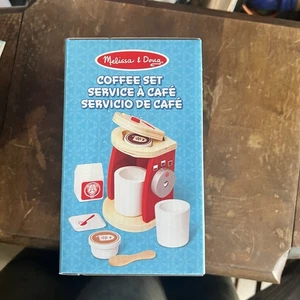 Melissa & Doug
COFFEE SET
SERVICE À CAFÉ
SERVICIO DE CAFÉ